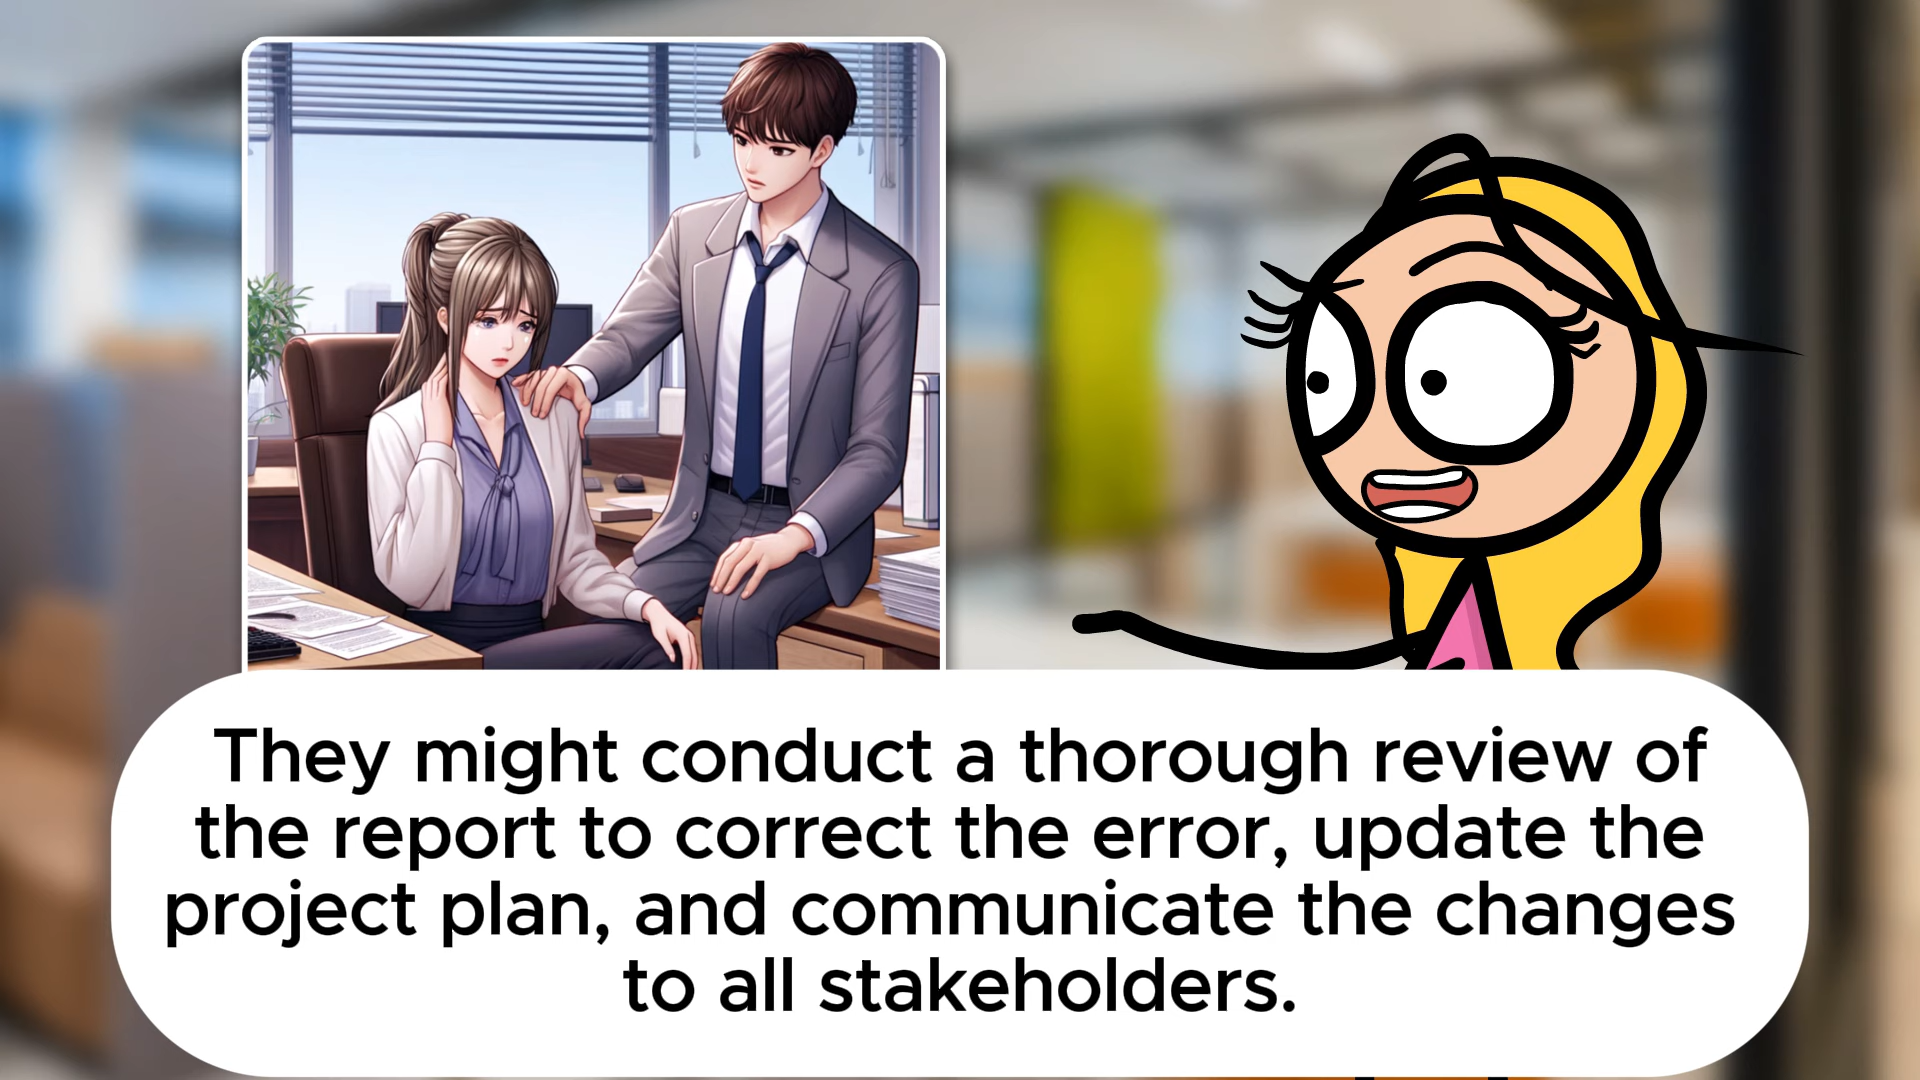 They might conduct a thorough review of
the report to correct the error, update the
project plan, and communicate the changes
to all stakeholders.